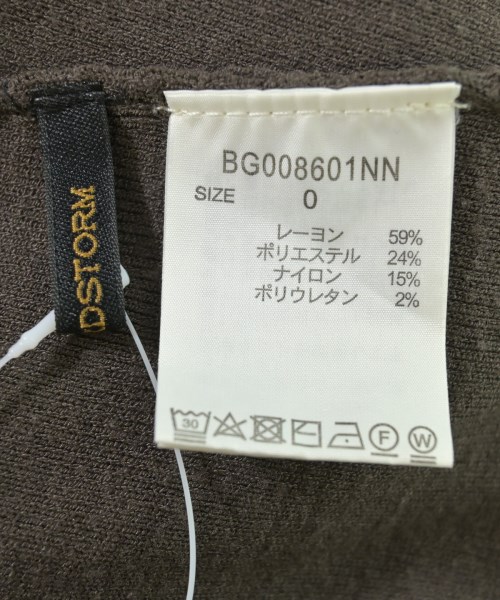 DSTORM
BG008601NN
SIZE 0
レーヨン 59%
ポリエステル 24%
ナイロン 15%
ポリウレタン 2%
30
F
W